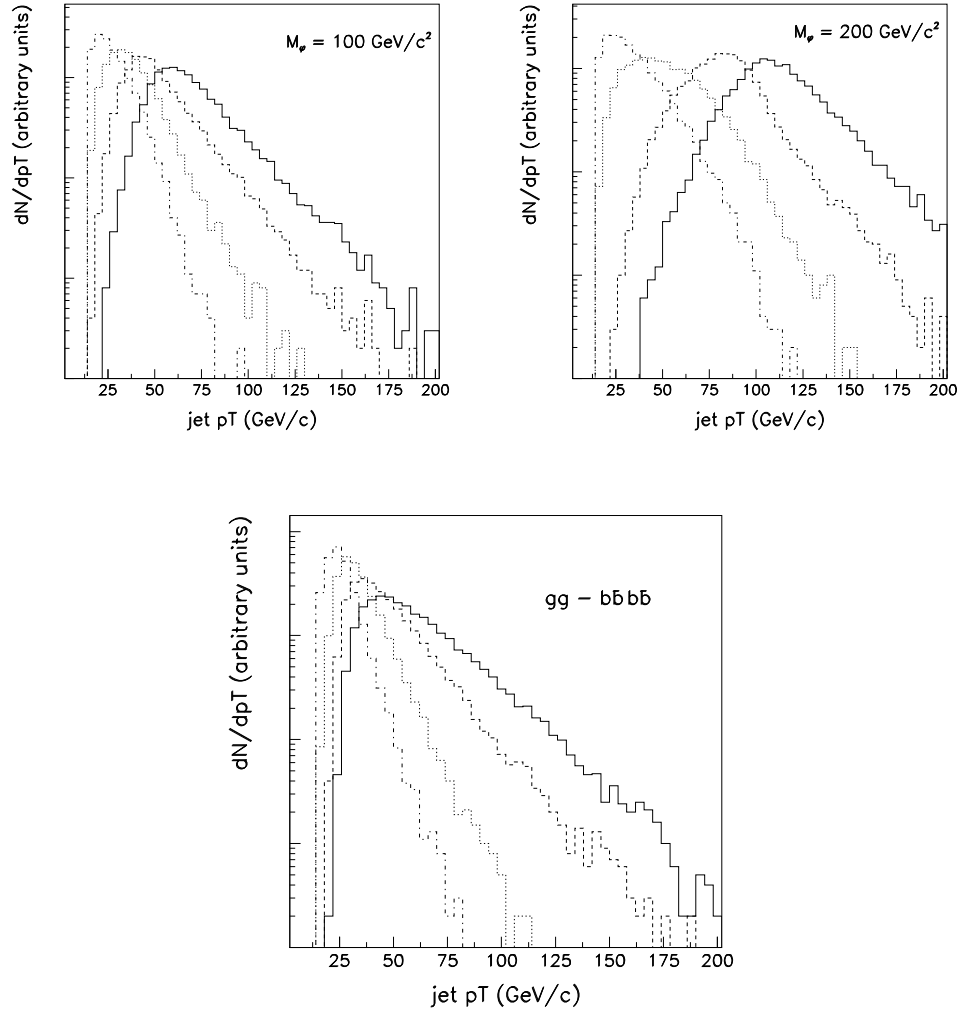 dN/dpT (arbitrary units)
Mφ = 100 GeV/c²
25 50 75 100 125 150 175 200
jet pT (GeV/c)
dN/dpT (arbitrary units)
Mφ = 200 GeV/c²
25 50 75 100 125 150 175 200
jet pT (GeV/c)
dN/dpT (arbitrary units)
gg – bb̄ bb̄
25 50 75 100 125 150 175 200
jet pT (GeV/c)